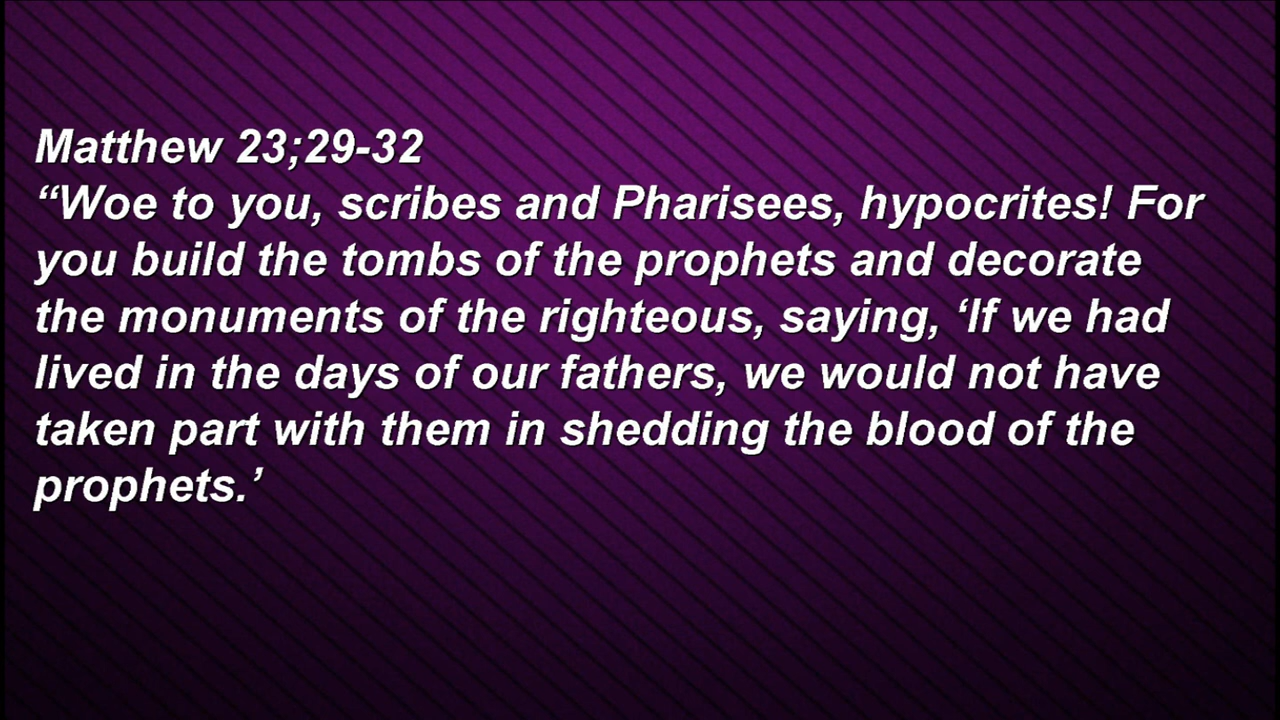 Matthew 23;29-32
“Woe to you, scribes and Pharisees, hypocrites! For
you build the tombs of the prophets and decorate
the monuments of the righteous, saying, ‘If we had
lived in the days of our fathers, we would not have
taken part with them in shedding the blood of the
prophets.’